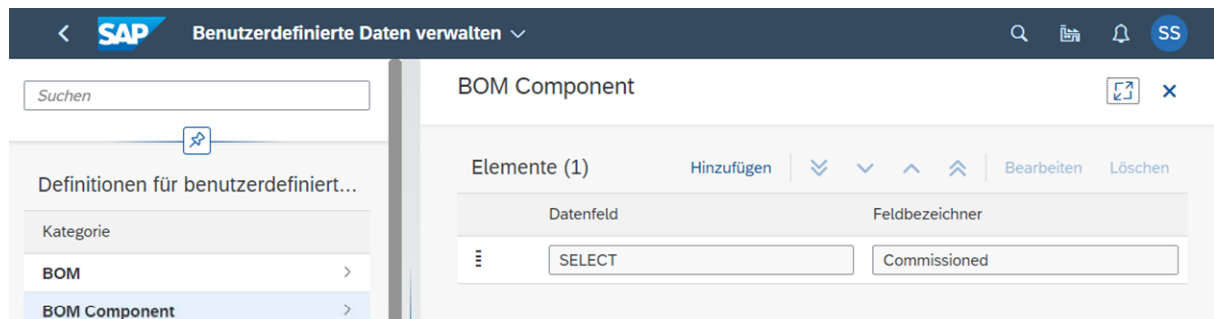 SAP Benutzerdefinierte Daten verwalten SS
Suchen
Definitionen für benutzerdefiniert...
Kategorie
BOM
BOM Component
BOM Component
Elemente (1) Hinzufügen Bearbeiten Löschen
Datenfeld Feldbezeichner
SELECT Commissioned